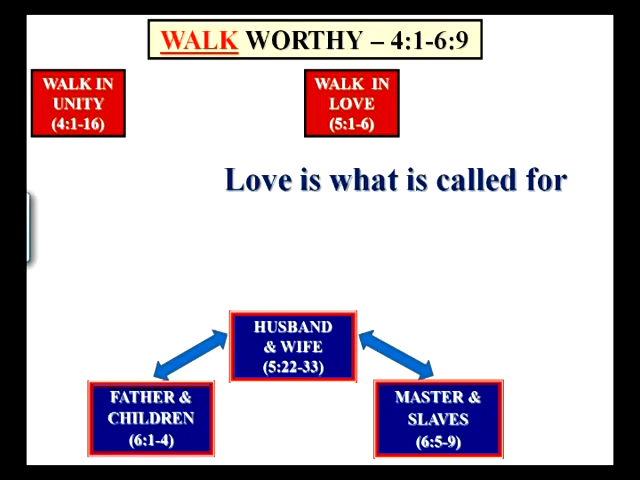 WALK WORTHY – 4:1-6:9
WALK IN
UNITY
(4:1-16)
WALK IN
LOVE
(5:1-6)
Love is what is called for
HUSBAND
& WIFE
(5:22-33)
FATHER &
CHILDREN
(6:1-4)
MASTER &
SLAVES
(6:5-9)